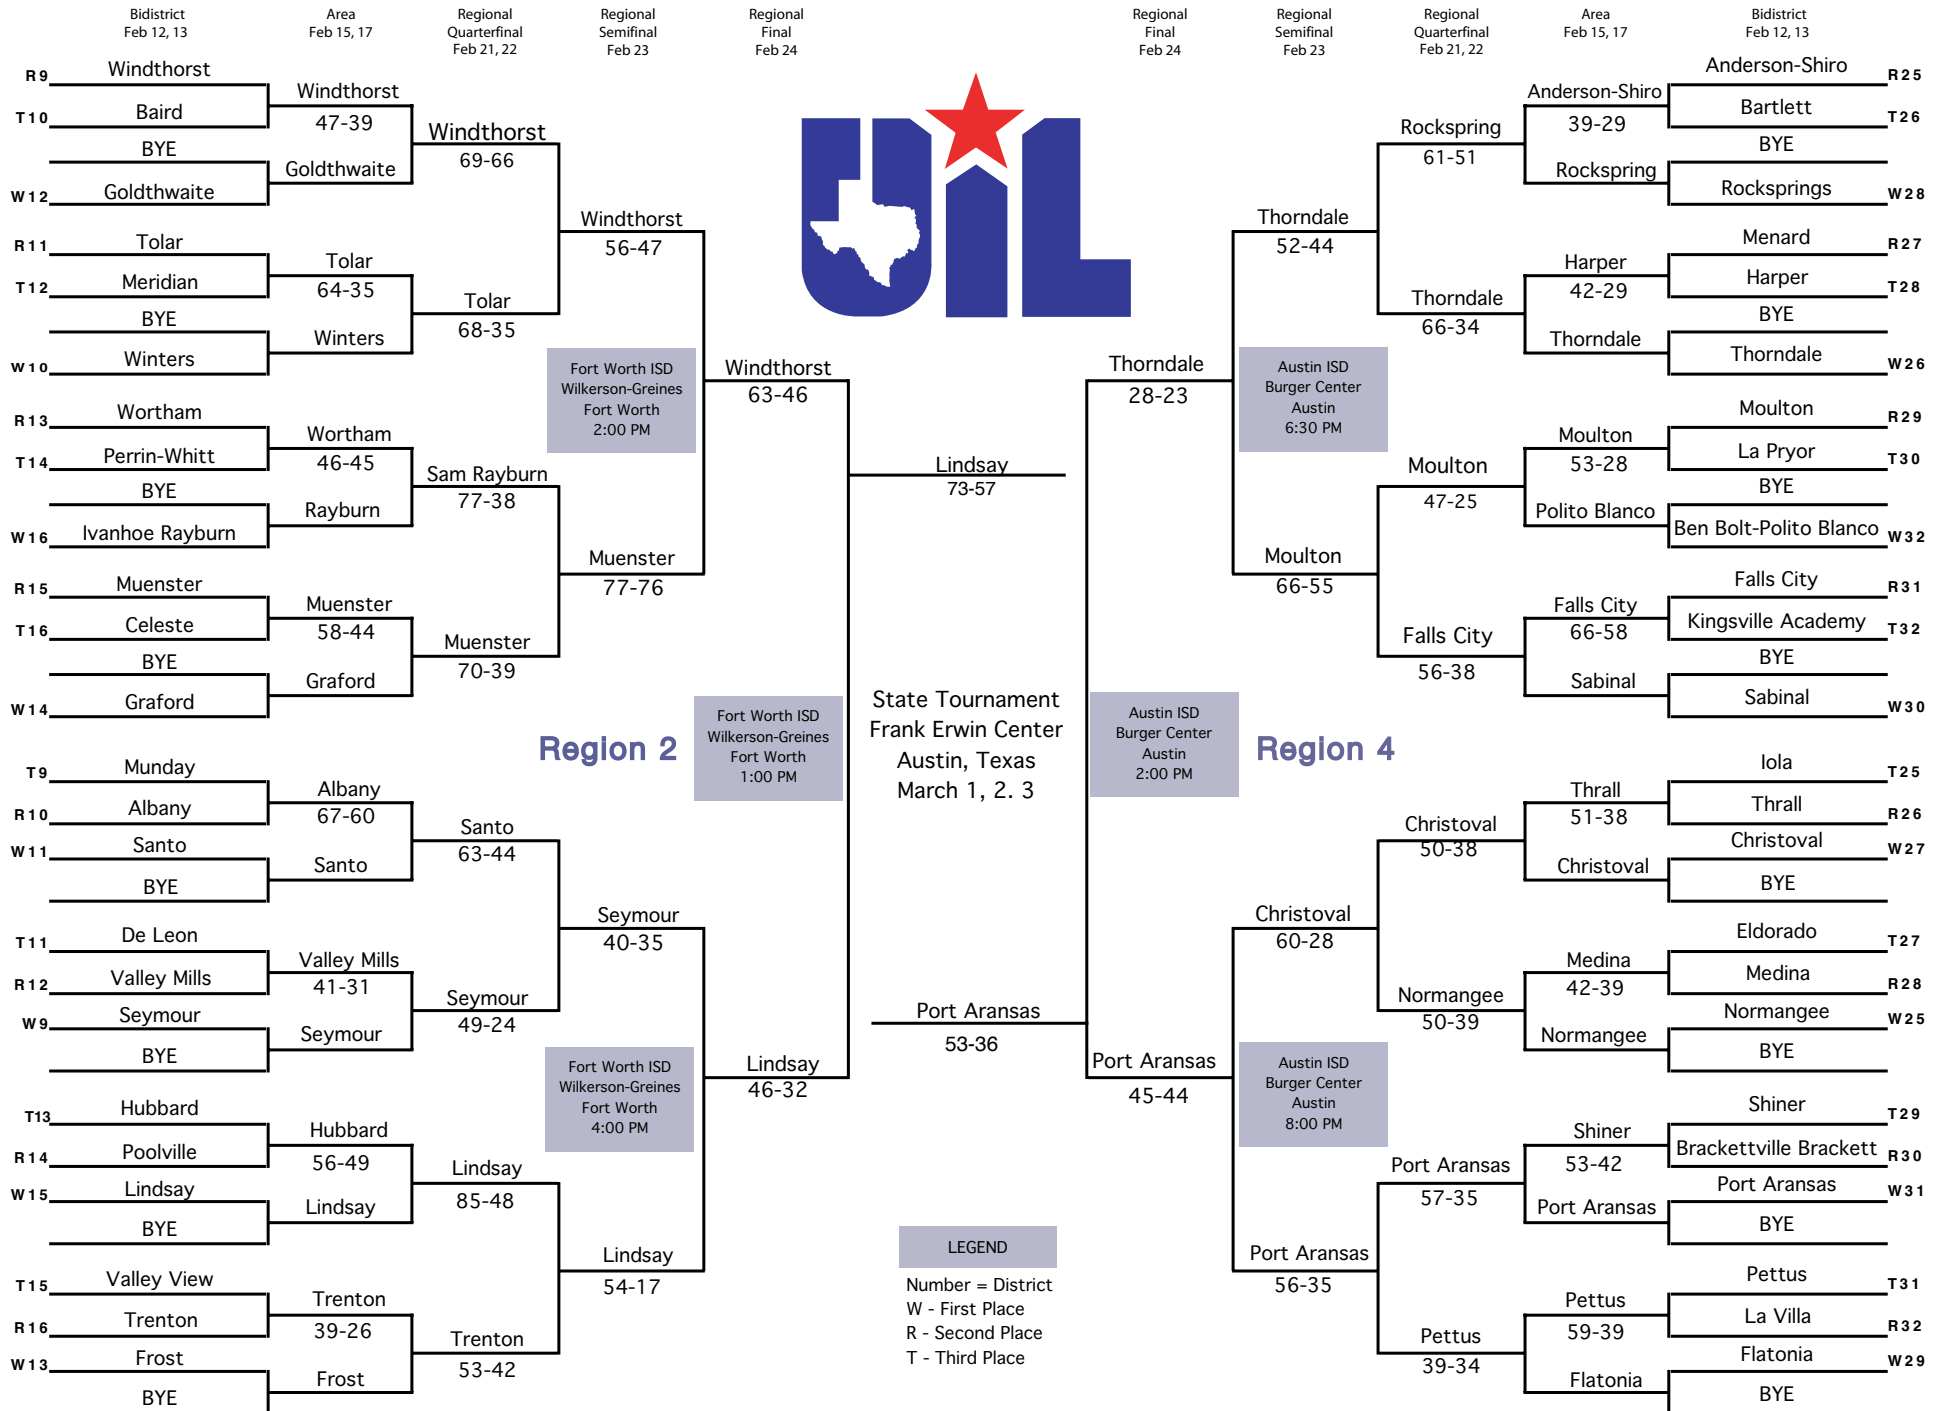 Bidistrict
Feb 12, 13
Area
Feb 15, 17
Regional
Quarterfinal
Feb 21, 22
Regional
Semifinal
Feb 23
Regional
Final
Feb 24
Regional
Final
Feb 24
Regional
Semifinal
Feb 23
Regional
Quarterfinal
Feb 21, 22
Area
Feb 15, 17
Bidistrict
Feb 12, 13
R9 Windthorst
T10 Baird
BYE
W12 Goldthwaite
R11 Tolar
T12 Meridian
BYE
W10 Winters
R13 Wortham
T14 Perrin-Whitt
BYE
W16 Ivanhoe Rayburn
R15 Muenster
T16 Celeste
BYE
W14 Graford
T9 Munday
R10 Albany
W11 Santo
BYE
T11 De Leon
R12 Valley Mills
W9 Seymour
BYE
T13 Hubbard
R14 Poolville
W15 Lindsay
BYE
T15 Valley View
R16 Trenton
W13 Frost
BYE
Windthorst
47-39
Goldthwaite
Tolar
64-35
Winters
Wortham
46-45
Rayburn
Muenster
58-44
Graford
Albany
67-60
Santo
Valley Mills
41-31
Seymour
Hubbard
56-49
Lindsay
Trenton
39-26
Frost
Windthorst
69-66
Tolar
68-35
Sam Rayburn
77-38
Muenster
70-39
Santo
63-44
Seymour
49-24
Lindsay
85-48
Trenton
53-42
Windthorst
56-47
Fort Worth ISD
Wilkerson-Greines
Fort Worth
2:00 PM
Muenster
77-76
Region 2
Seymour
40-35
Fort Worth ISD
Wilkerson-Greines
Fort Worth
4:00 PM
Lindsay
54-17
Windthorst
63-46
Fort Worth ISD
Wilkerson-Greines
Fort Worth
1:00 PM
Lindsay
46-32
UIL
Lindsay
73-57
State Tournament
Frank Erwin Center
Austin, Texas
March 1, 2. 3
Port Aransas
53-36
LEGEND
Number = District
W - First Place
R - Second Place
T - Third Place
Thorndale
28-23
Austin ISD
Burger Center
Austin
2:00 PM
Port Aransas
45-44
Thorndale
52-44
Austin ISD
Burger Center
Austin
6:30 PM
Moulton
66-55
Region 4
Christoval
60-28
Austin ISD
Burger Center
Austin
8:00 PM
Port Aransas
56-35
Rockspring
61-51
Thorndale
66-34
Moulton
47-25
Falls City
56-38
Christoval
50-38
Normangee
50-39
Port Aransas
57-35
Pettus
39-34
Anderson-Shiro
39-29
Rockspring
Harper
42-29
Thorndale
Moulton
53-28
Polito Blanco
Falls City
66-58
Sabinal
Thrall
51-38
Christoval
Medina
42-39
Normangee
Shiner
53-42
Port Aransas
Pettus
59-39
Flatonia
Anderson-Shiro R25
Bartlett T26
BYE
Rocksprings W28
Menard R27
Harper T28
BYE
Thorndale W26
Moulton R29
La Pryor T30
BYE
Ben Bolt-Polito Blanco W32
Falls City R31
Kingsville Academy T32
BYE
Sabinal W30
Iola T25
Thrall R26
Christoval W27
BYE
Eldorado T27
Medina R28
Normangee W25
BYE
Shiner T29
Brackettville Brackett R30
Port Aransas W31
BYE
Pettus T31
La Villa R32
Flatonia W29
BYE